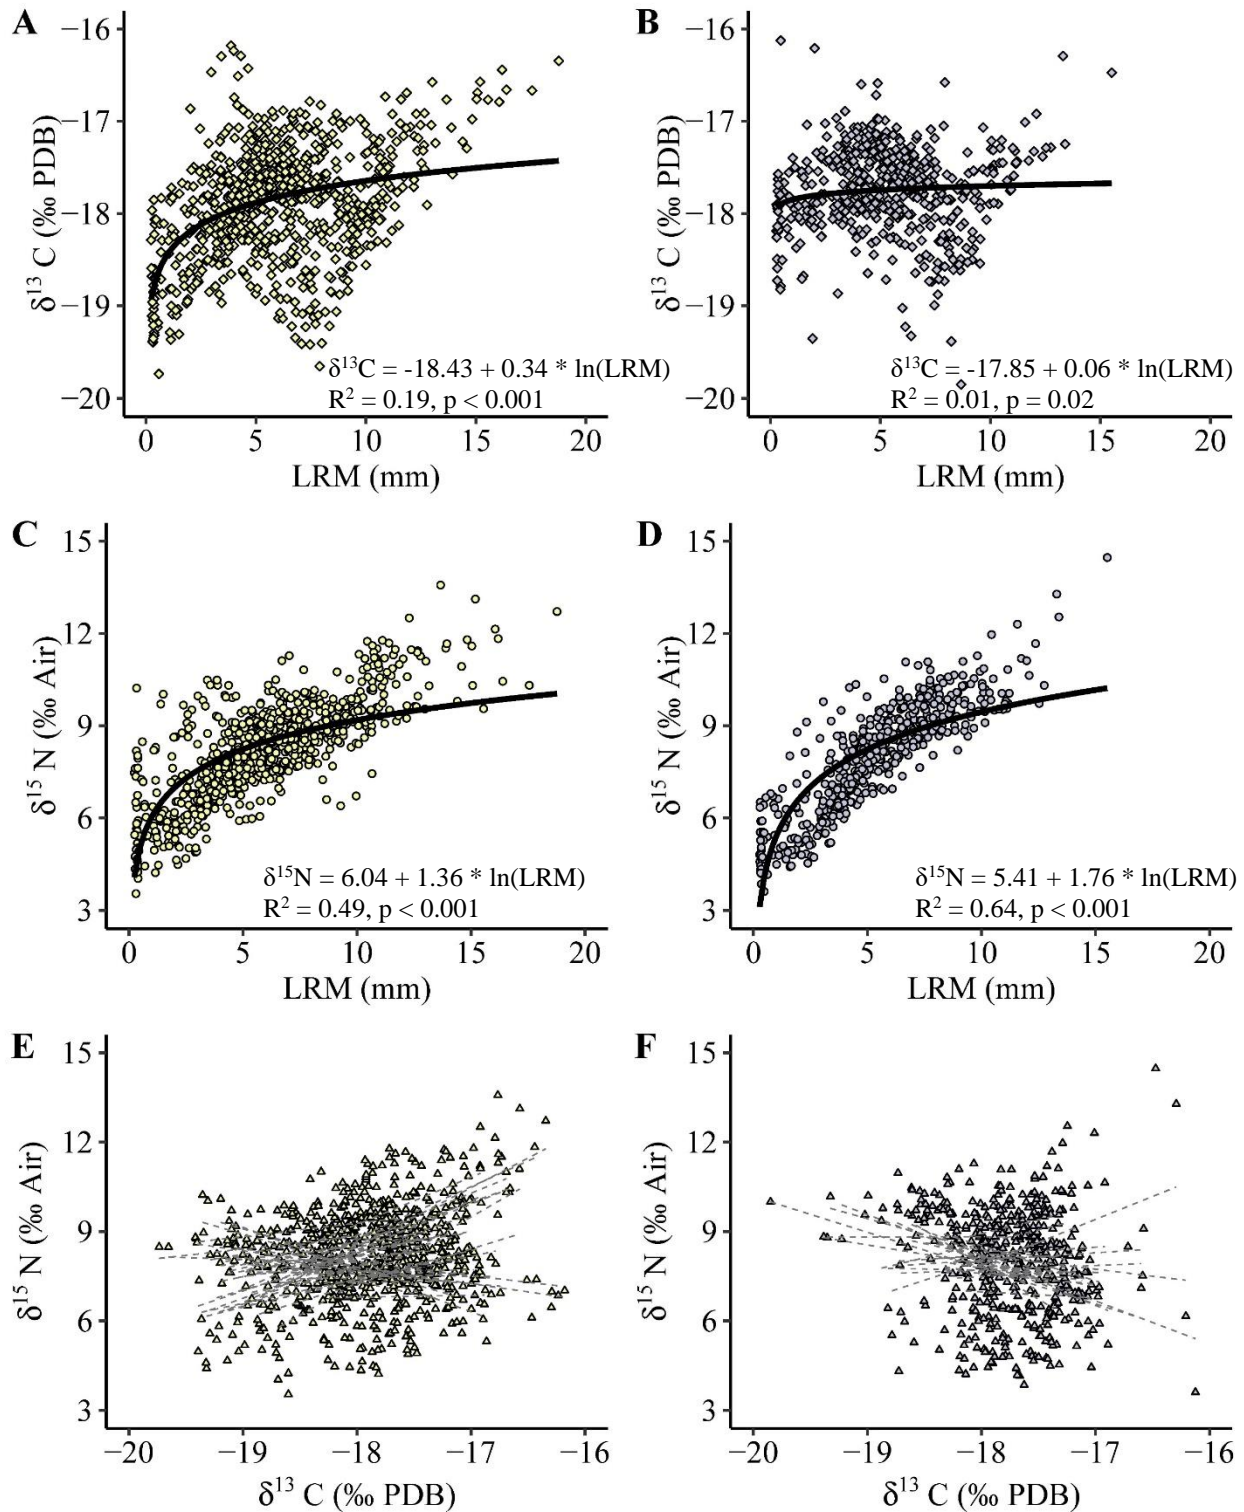 A
−16
−17
−18
−19
−20
δ¹³ C (‰ PDB)
δ¹³C = -18.43 + 0.34 * ln(LRM)
R² = 0.19, p < 0.001
0 5 10 15 20
LRM (mm)
B
−16
−17
−18
−19
−20
δ¹³ C (‰ PDB)
δ¹³C = -17.85 + 0.06 * ln(LRM)
R² = 0.01, p = 0.02
0 5 10 15 20
LRM (mm)
C
15
12
9
6
3
δ¹⁵ N (‰ Air)
δ¹⁵N = 6.04 + 1.36 * ln(LRM)
R² = 0.49, p < 0.001
0 5 10 15 20
LRM (mm)
D
15
12
9
6
3
δ¹⁵ N (‰ Air)
δ¹⁵N = 5.41 + 1.76 * ln(LRM)
R² = 0.64, p < 0.001
0 5 10 15 20
LRM (mm)
E
15
12
9
6
3
δ¹⁵ N (‰ Air)
−20 −19 −18 −17 −16
δ¹³ C (‰ PDB)
F
15
12
9
6
3
δ¹⁵ N (‰ Air)
−20 −19 −18 −17 −16
δ¹³ C (‰ PDB)